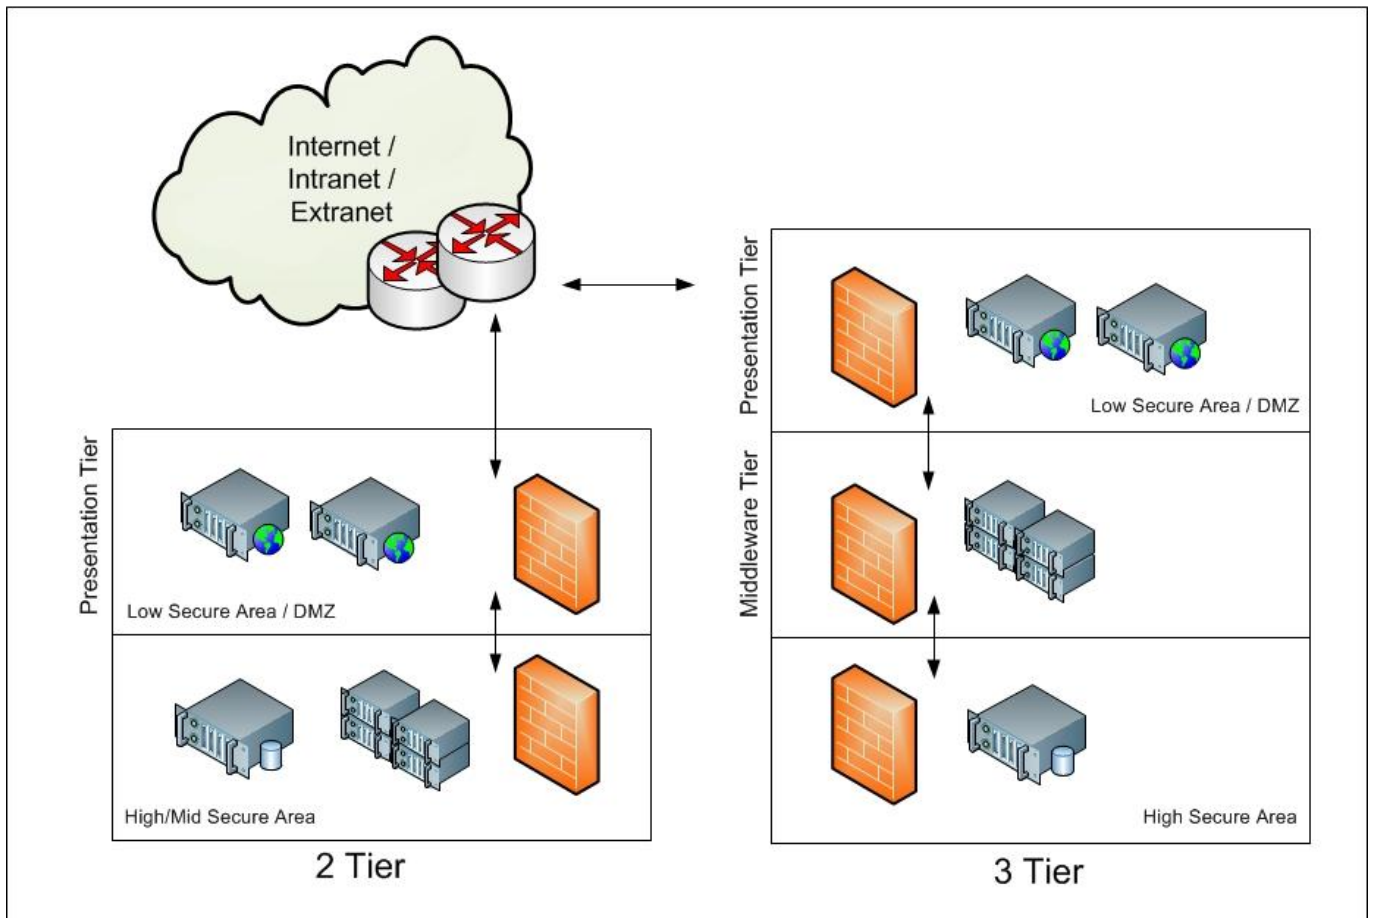 Internet /
Intranet /
Extranet
Presentation Tier
Low Secure Area / DMZ
High/Mid Secure Area
2 Tier
Presentation Tier
Low Secure Area / DMZ
Middleware Tier
High Secure Area
3 Tier